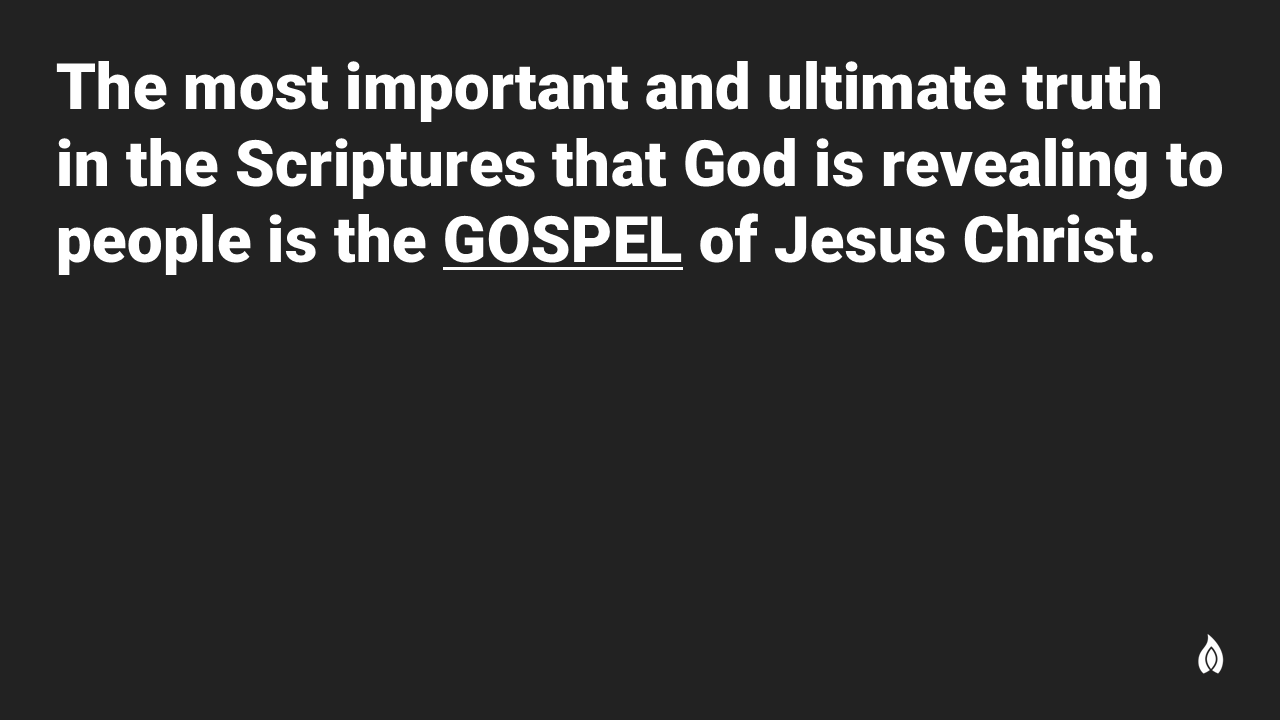 The most important and ultimate truth
in the Scriptures that God is revealing to
people is the GOSPEL of Jesus Christ.